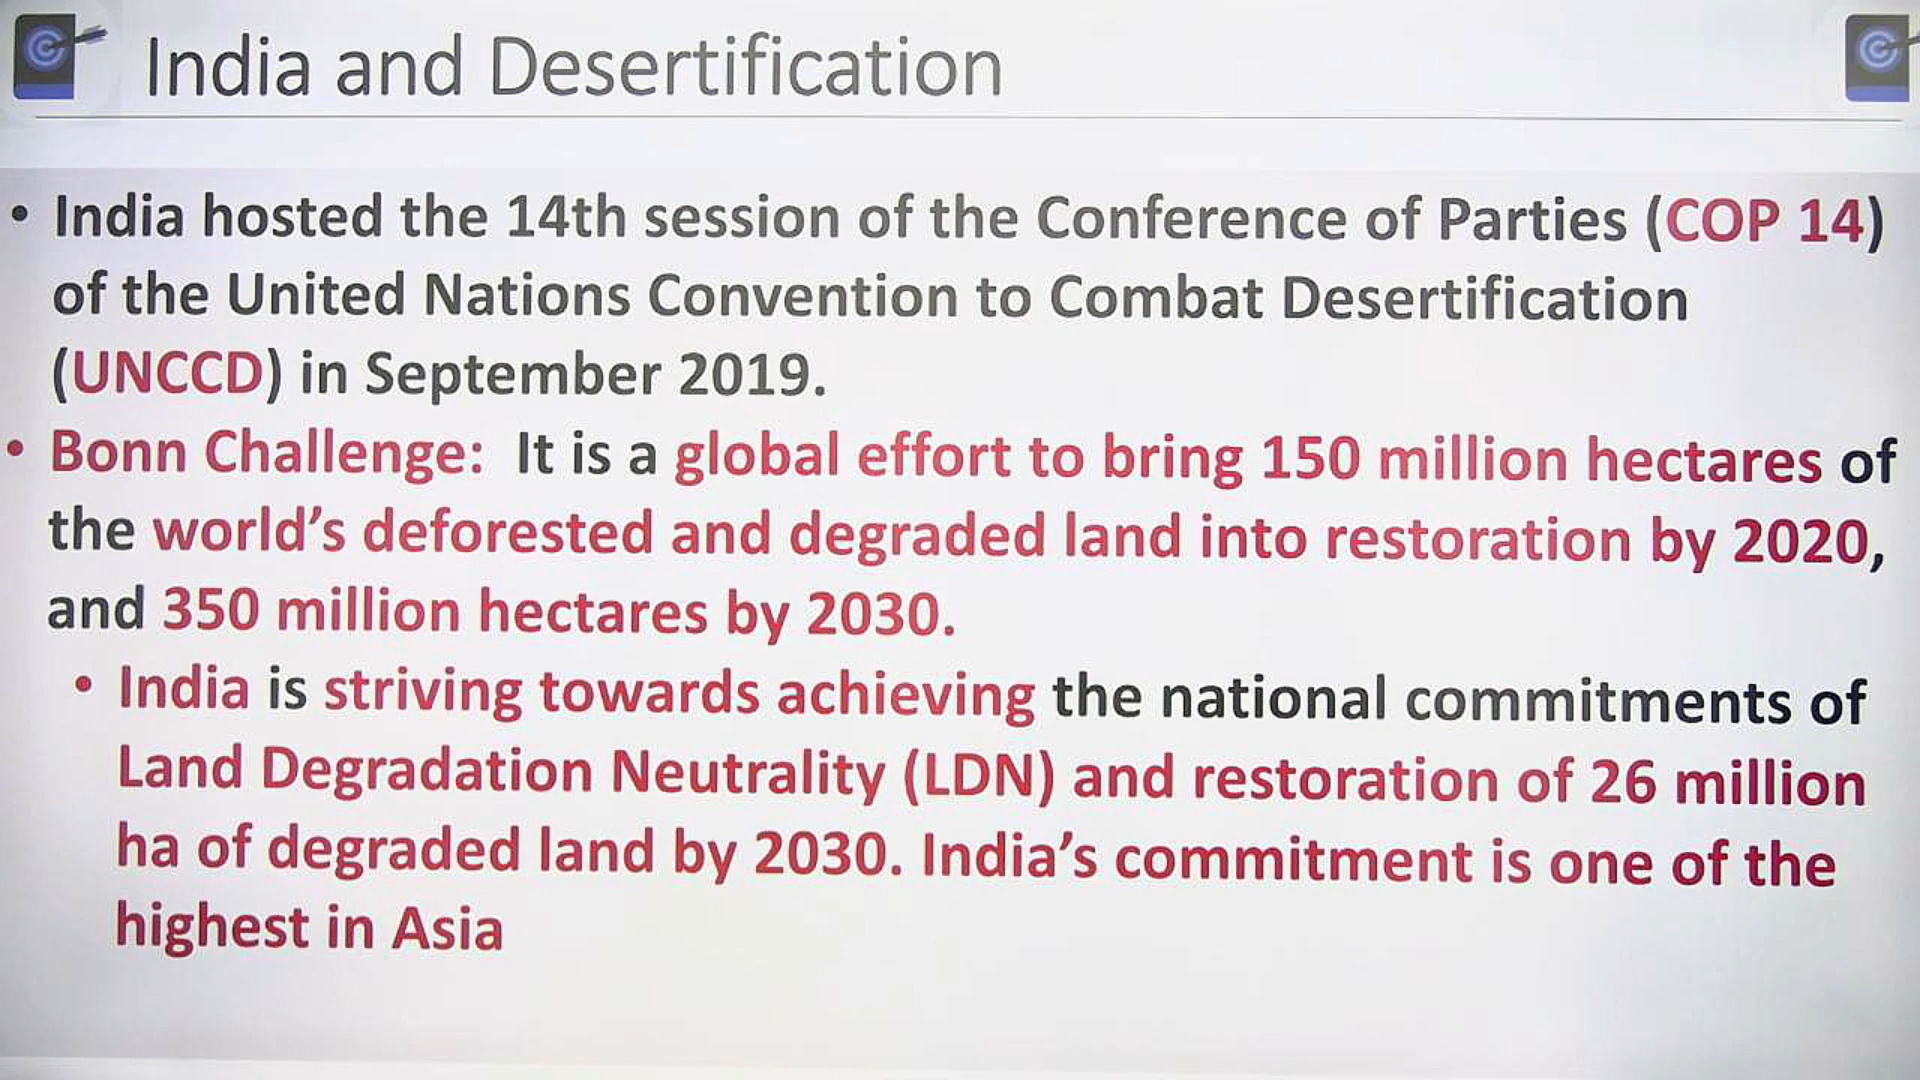 India and Desertification
• India hosted the 14th session of the Conference of Parties (COP 14)
of the United Nations Convention to Combat Desertification
(UNCCD) in September 2019.
• Bonn Challenge: It is a global effort to bring 150 million hectares of
the world's deforested and degraded land into restoration by 2020,
and 350 million hectares by 2030.
• India is striving towards achieving the national commitments of
Land Degradation Neutrality (LDN) and restoration of 26 million
ha of degraded land by 2030. India's commitment is one of the
highest in Asia